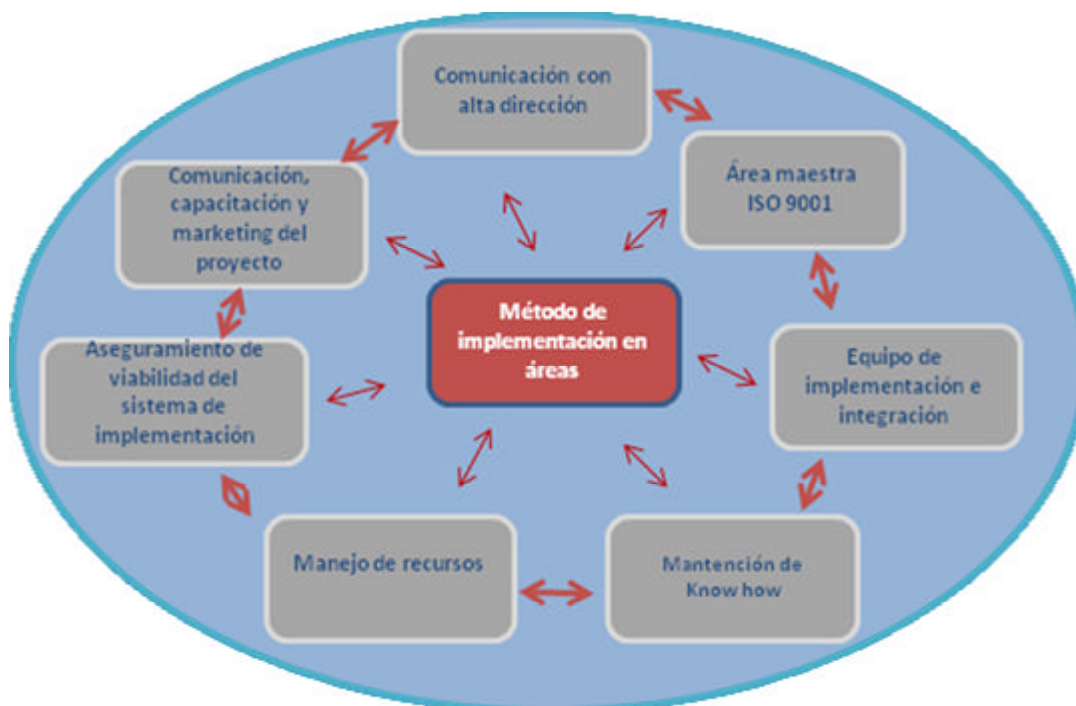 Comunicación con
alta dirección
Área maestra
ISO 9001
Comunicación,
capacitación y
marketing del
proyecto
Método de
implementación en
áreas
Equipo de
implementación e
integración
Aseguramiento de
viabilidad del
sistema de
implementación
Manejo de recursos
Mantención de
Know how